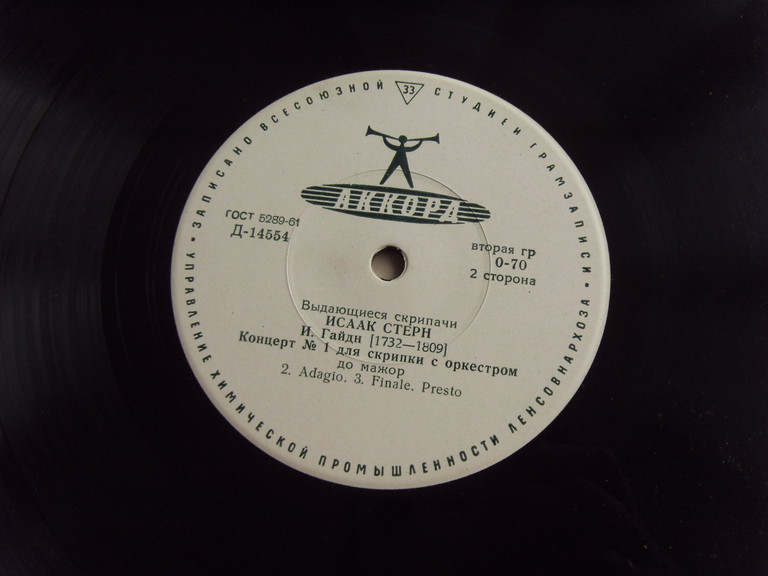 ЗАПИСАНО ВСЕСОЮЗНОЙ 33 СТУДИЕЙ ГРАМЗАПИСИ
АККОРД
ГОСТ 5289-61
Д-14554
вторая гр
0-70
2 сторона
Выдающиеся скрипачи
ИСААК СТЕРН
И. Гайдн [1732—1809]
Концерт № 1 для скрипки с оркестром
до мажор
2. Adagio. 3. Finale. Presto
• УПРАВЛЕНИЕ ХИМИЧЕСКОЙ ПРОМЫШЛЕННОСТИ ЛЕНСОВНАРХОЗА •